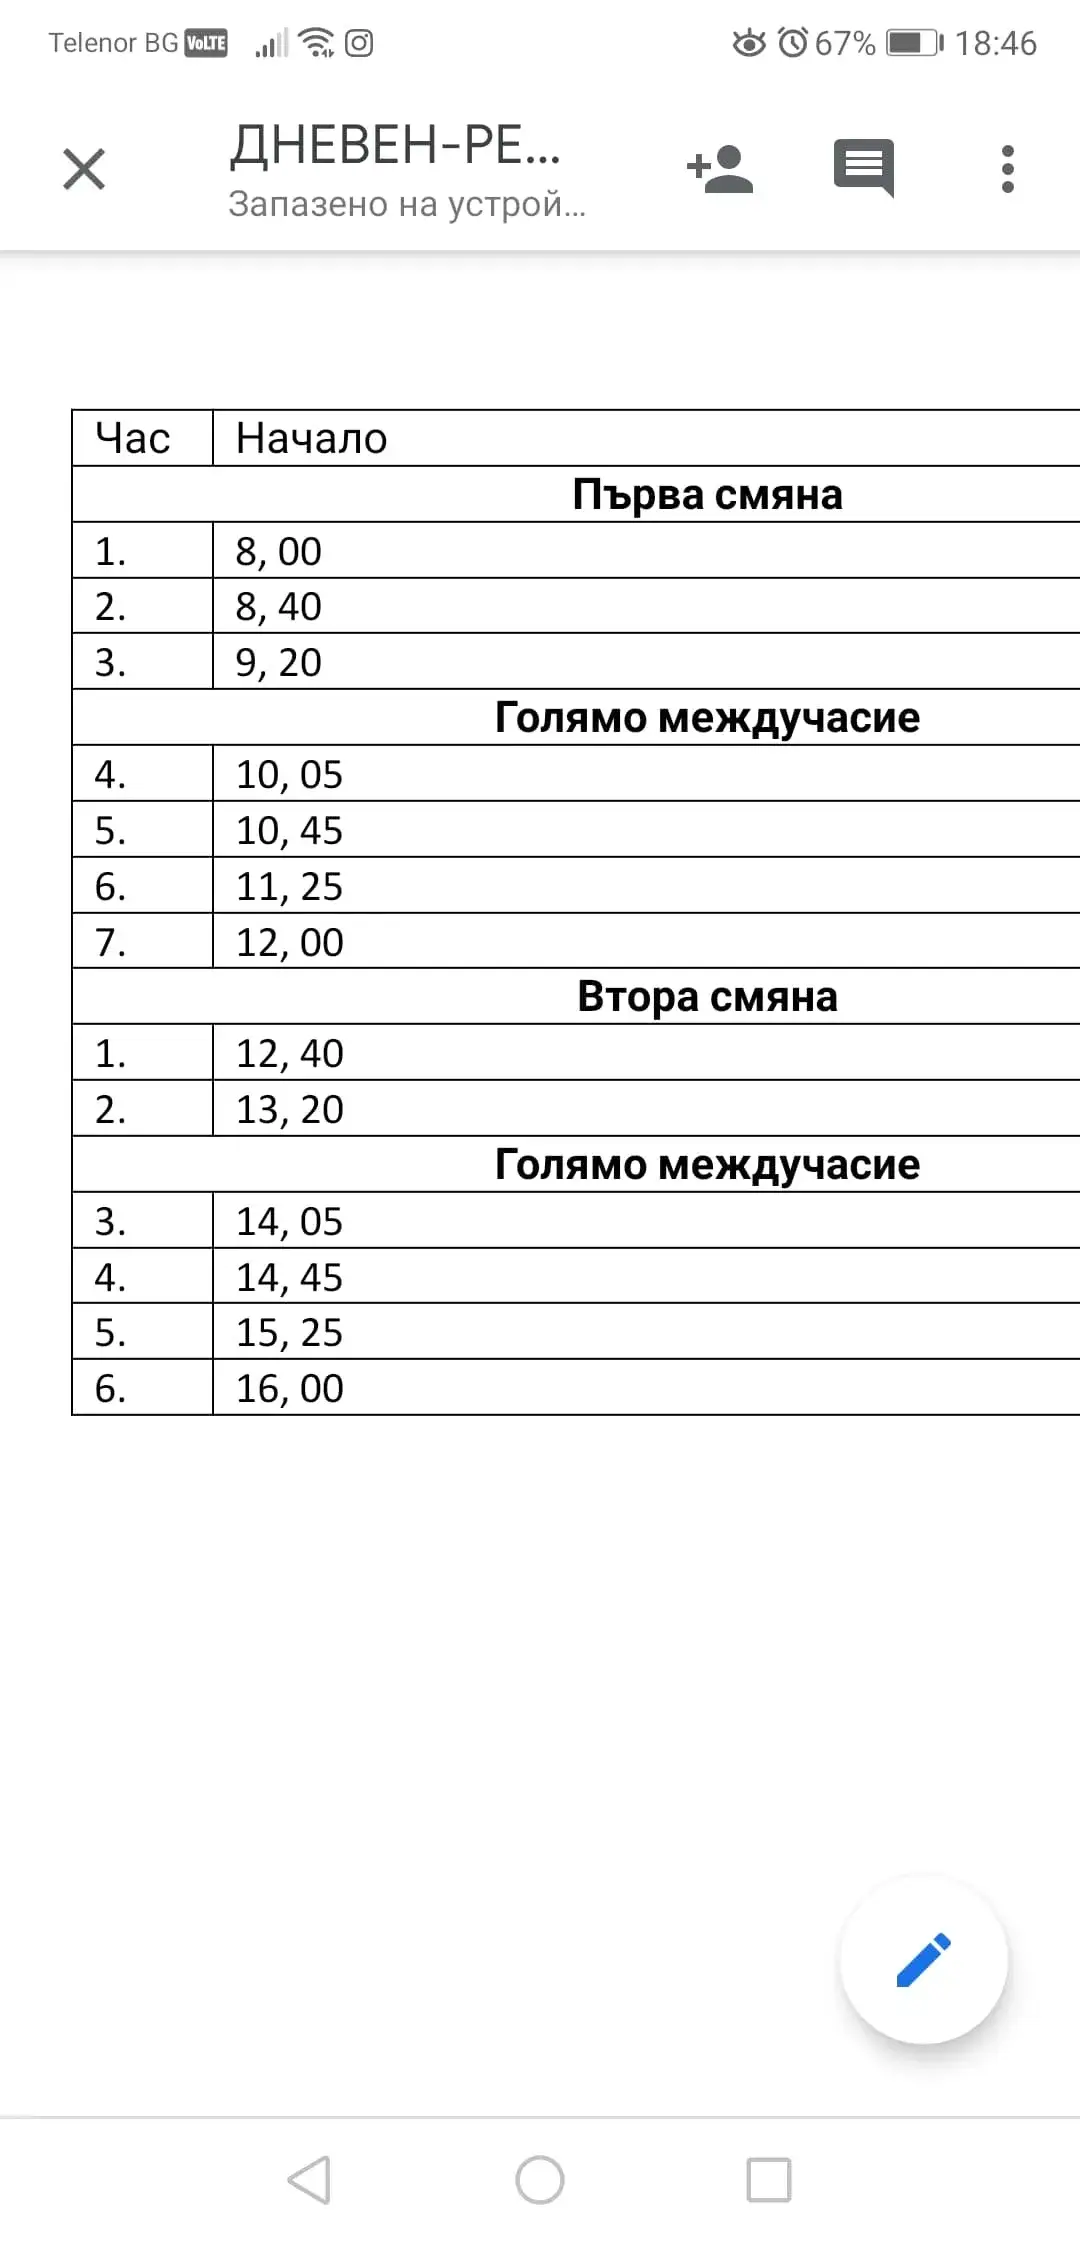 Telenor BG VoLTE 67% 18:46
ДНЕВЕН-РЕ...
Запазено на устрой...
Час Начало
Първа смяна
1. 8, 00
2. 8, 40
3. 9, 20
Голямо междучасие
4. 10, 05
5. 10, 45
6. 11, 25
7. 12, 00
Втора смяна
1. 12, 40
2. 13, 20
Голямо междучасие
3. 14, 05
4. 14, 45
5. 15, 25
6. 16, 00